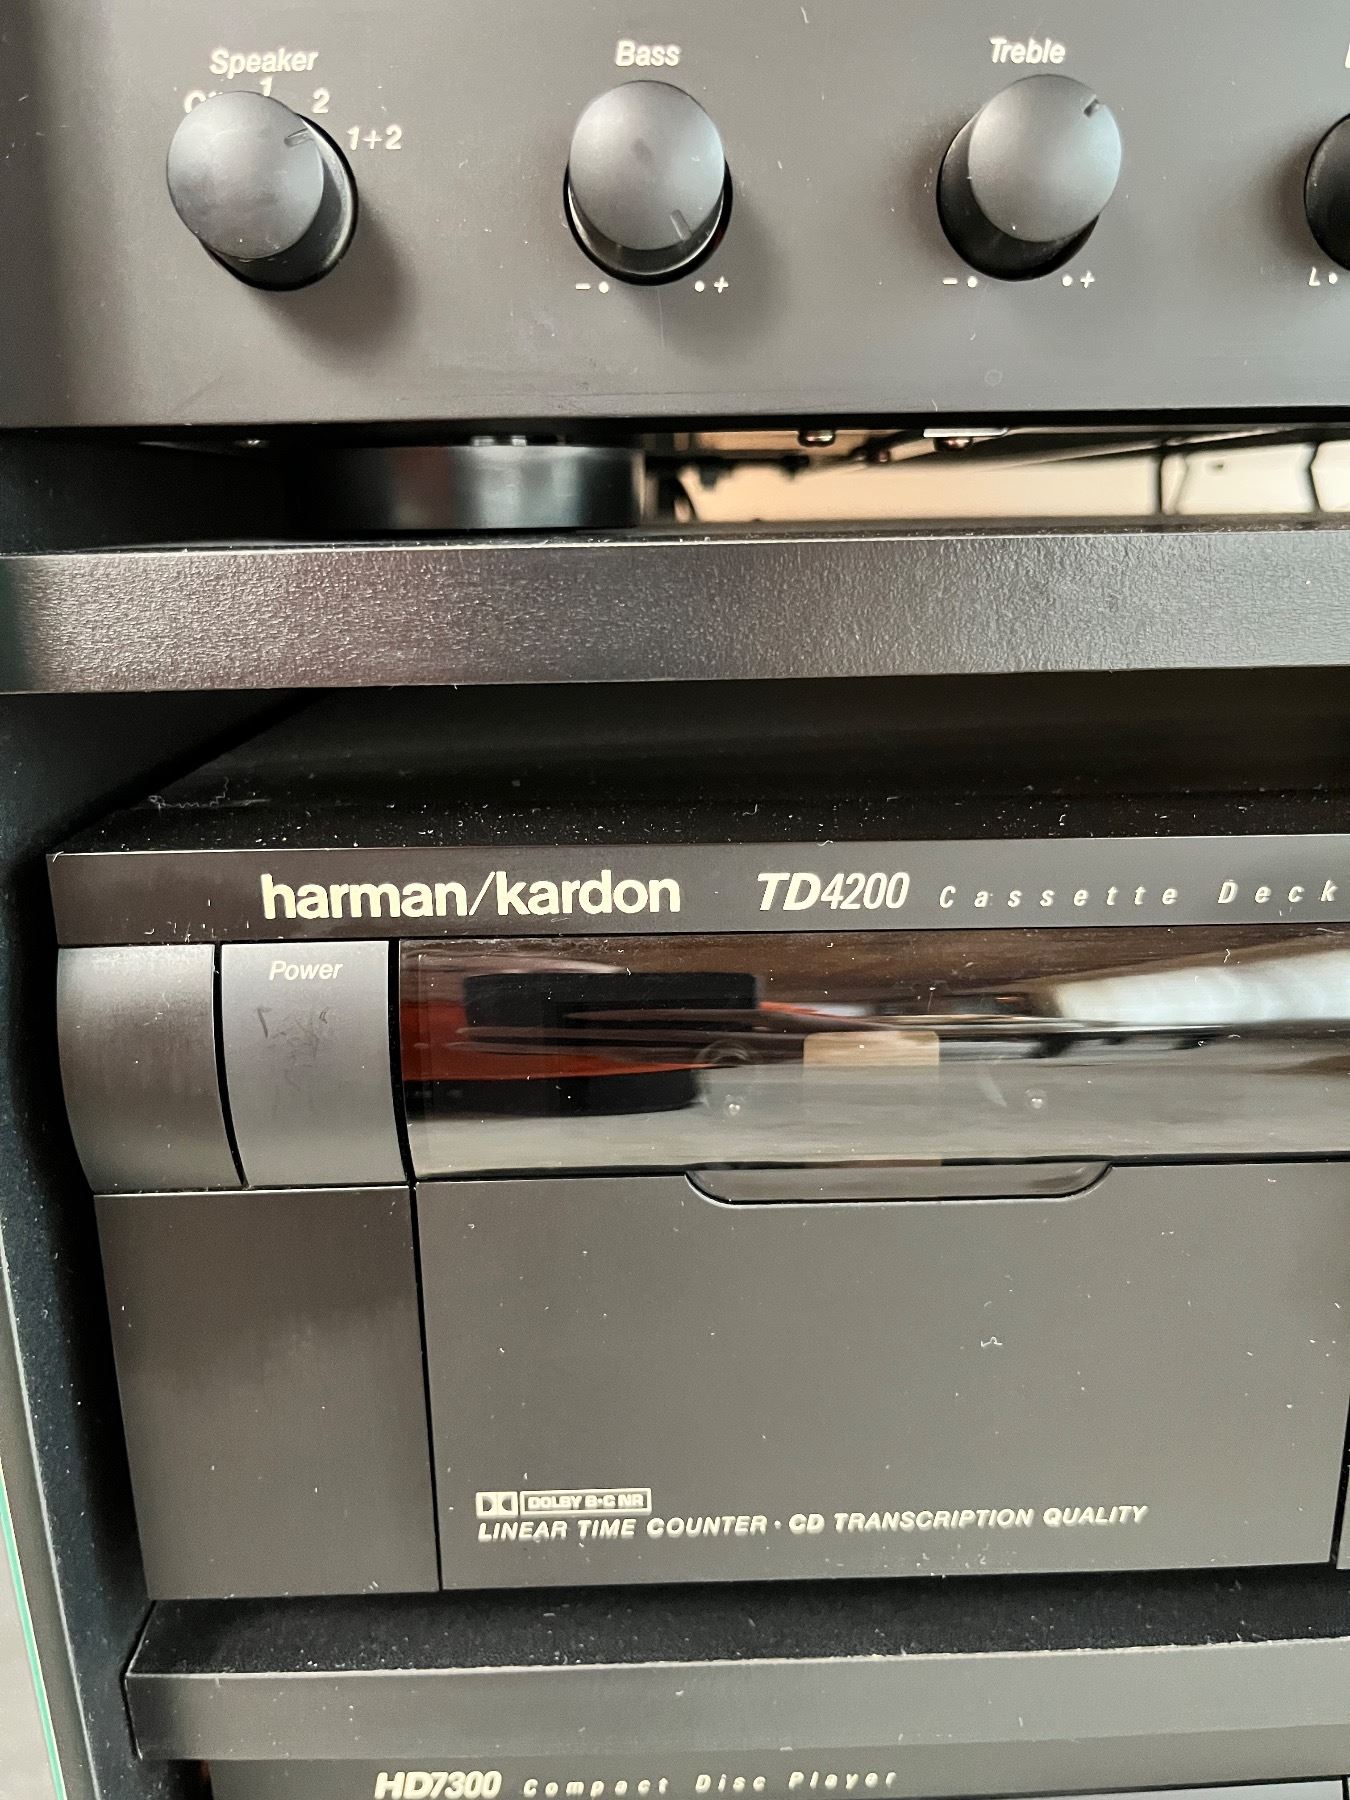 Speaker
1 2
1+2
Bass
- +
Treble
- +
L
harman/kardon TD4200 Cassette Deck
Power
DOLBY B·C NR
LINEAR TIME COUNTER · CD TRANSCRIPTION QUALITY
HD7300 Compact Disc Player